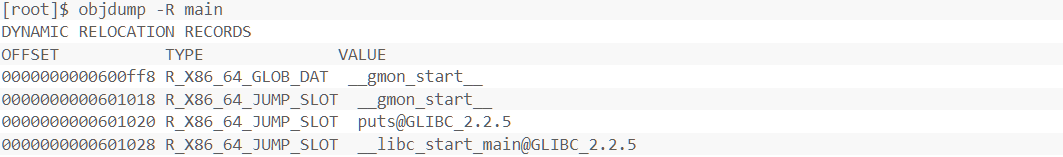 [root]$ objdump -R main
DYNAMIC RELOCATION RECORDS
OFFSET           TYPE              VALUE
0000000000600ff8 R_X86_64_GLOB_DAT  __gmon_start__
0000000000601018 R_X86_64_JUMP_SLOT  __gmon_start__
0000000000601020 R_X86_64_JUMP_SLOT  puts@GLIBC_2.2.5
0000000000601028 R_X86_64_JUMP_SLOT  __libc_start_main@GLIBC_2.2.5